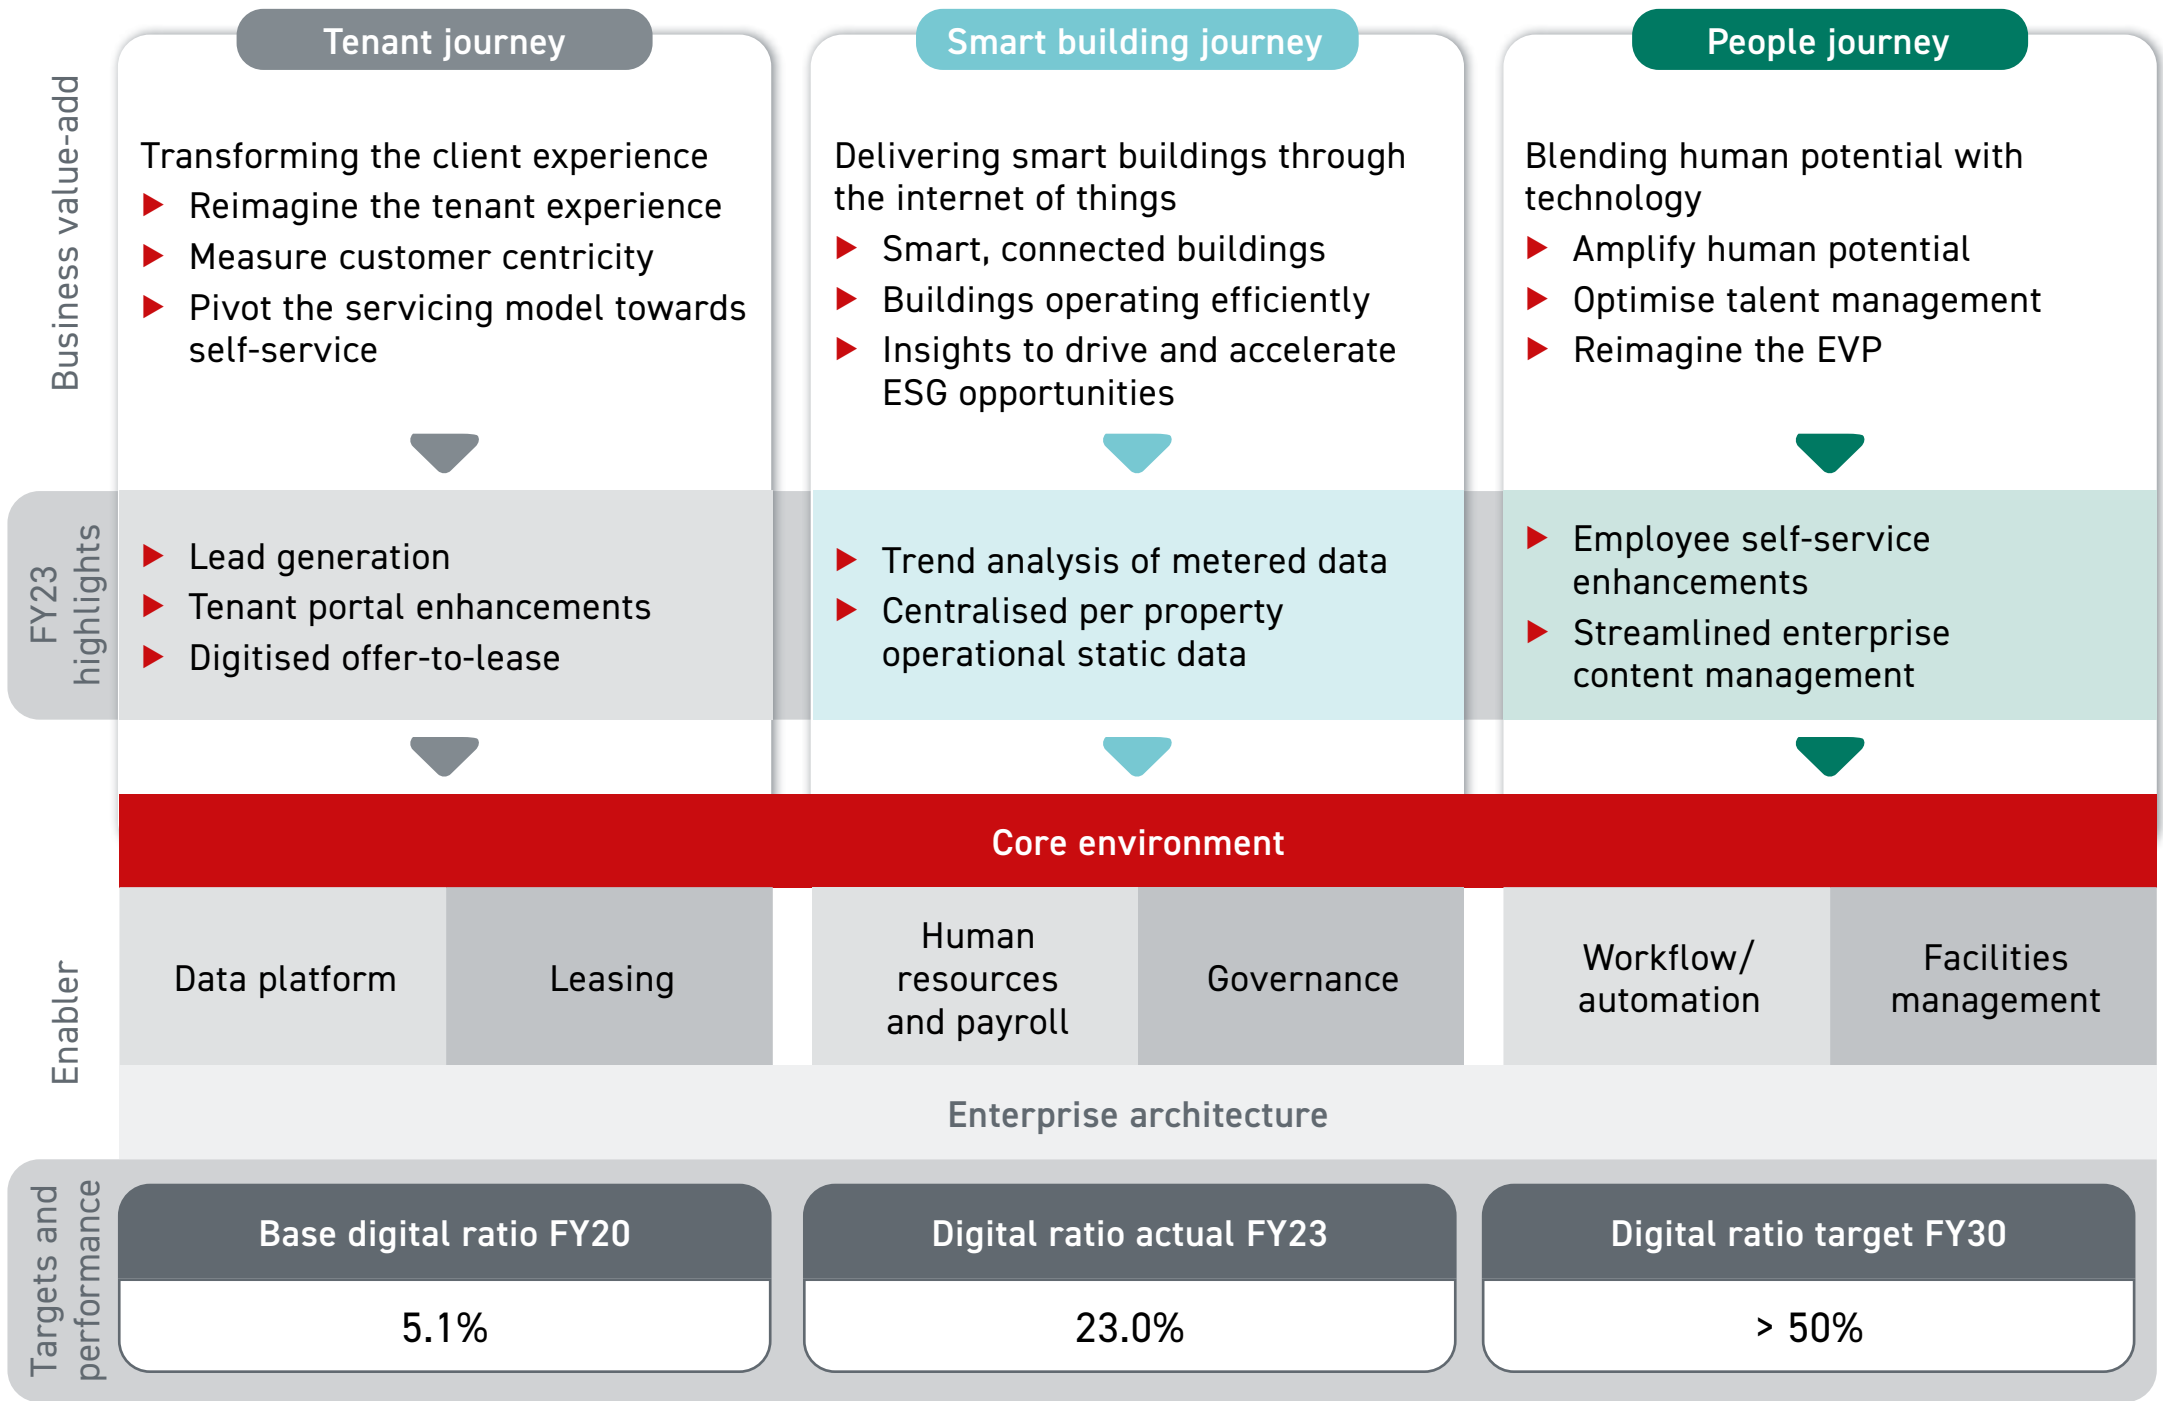 Tenant journey
Smart building journey
People journey
Business value-add
Transforming the client experience
Reimagine the tenant experience
Measure customer centricity
Pivot the servicing model towards
self-service
Delivering smart buildings through
the internet of things
Smart, connected buildings
Buildings operating efficiently
Insights to drive and accelerate
ESG opportunities
Blending human potential with
technology
Amplify human potential
Optimise talent management
Reimagine the EVP
FY23
highlights
Lead generation
Tenant portal enhancements
Digitised offer-to-lease
Trend analysis of metered data
Centralised per property
operational static data
Employee self-service
enhancements
Streamlined enterprise
content management
Core environment
Enabler
Data platform
Leasing
Human
resources
and payroll
Governance
Workflow/
automation
Facilities
management
Enterprise architecture
Targets and
performance
Base digital ratio FY20
5.1%
Digital ratio actual FY23
23.0%
Digital ratio target FY30
> 50%